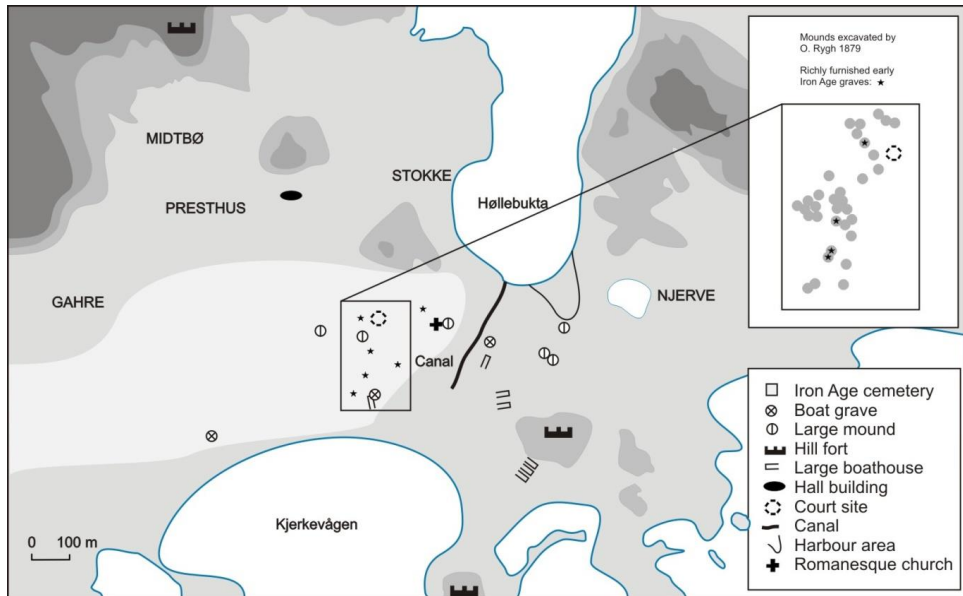 MIDTBØ
PRESTHUS
STOKKE
Høllebukta
GAHRE
NJERVE
Canal
Kjerkevågen
0 100 m
Mounds excavated by
O. Rygh 1879
Richly furnished early
Iron Age graves:
Iron Age cemetery
Boat grave
Large mound
Hill fort
Large boathouse
Hall building
Court site
Canal
Harbour area
Romanesque church